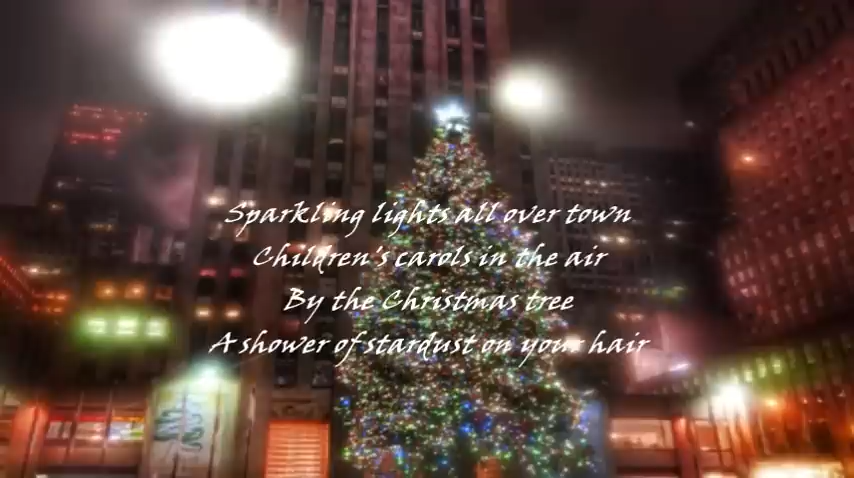 Sparkling lights all over town
Children's carols in the air
By the Christmas tree
A shower of stardust on your hair